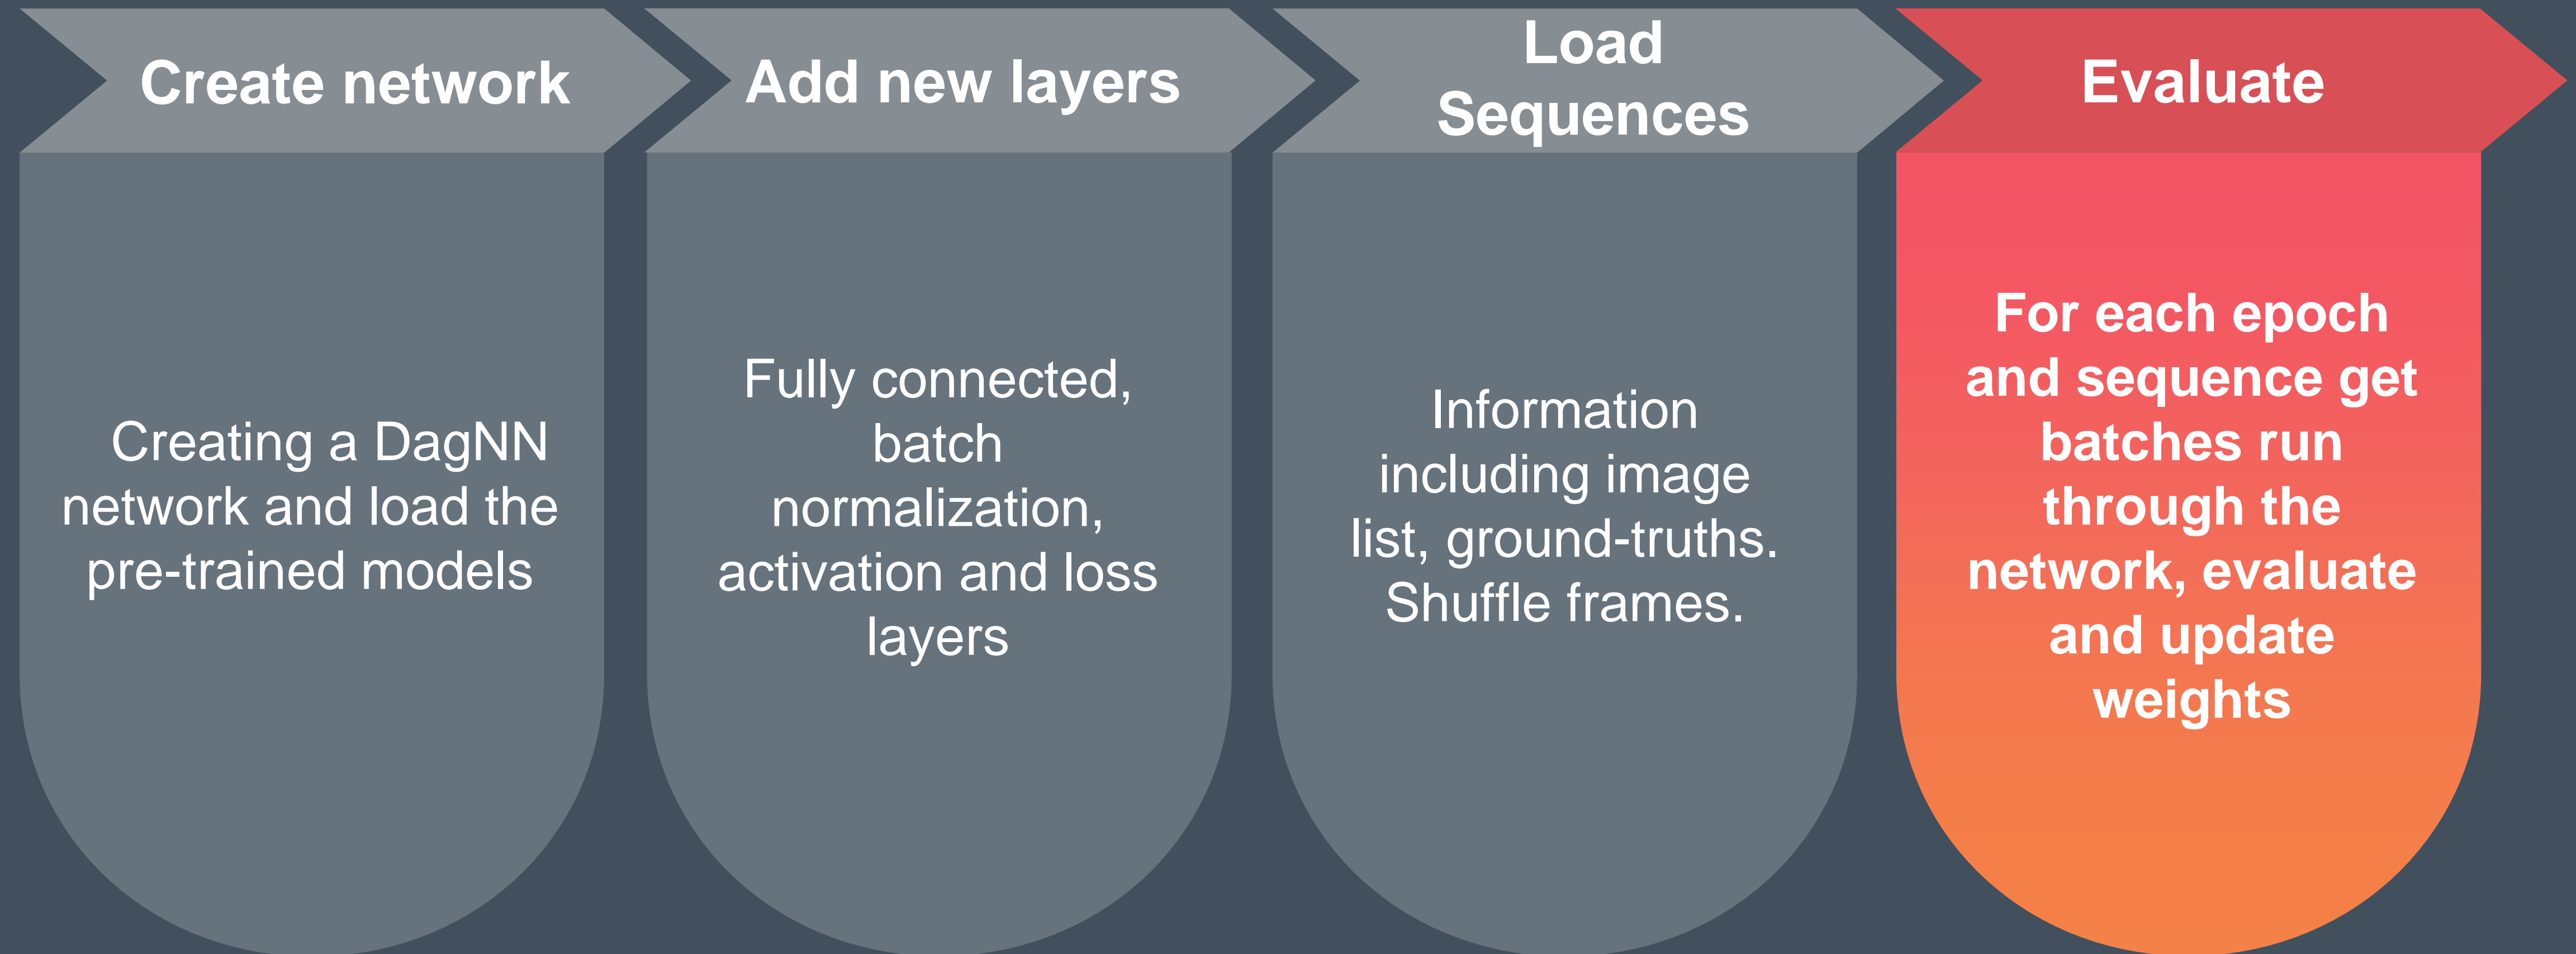 Create network
Creating a DagNN
network and load the
pre-trained models
Add new layers
Fully connected,
batch
normalization,
activation and loss
layers
Load
Sequences
Information
including image
list, ground-truths.
Shuffle frames.
Evaluate
For each epoch
and sequence get
batches run
through the
network, evaluate
and update
weights